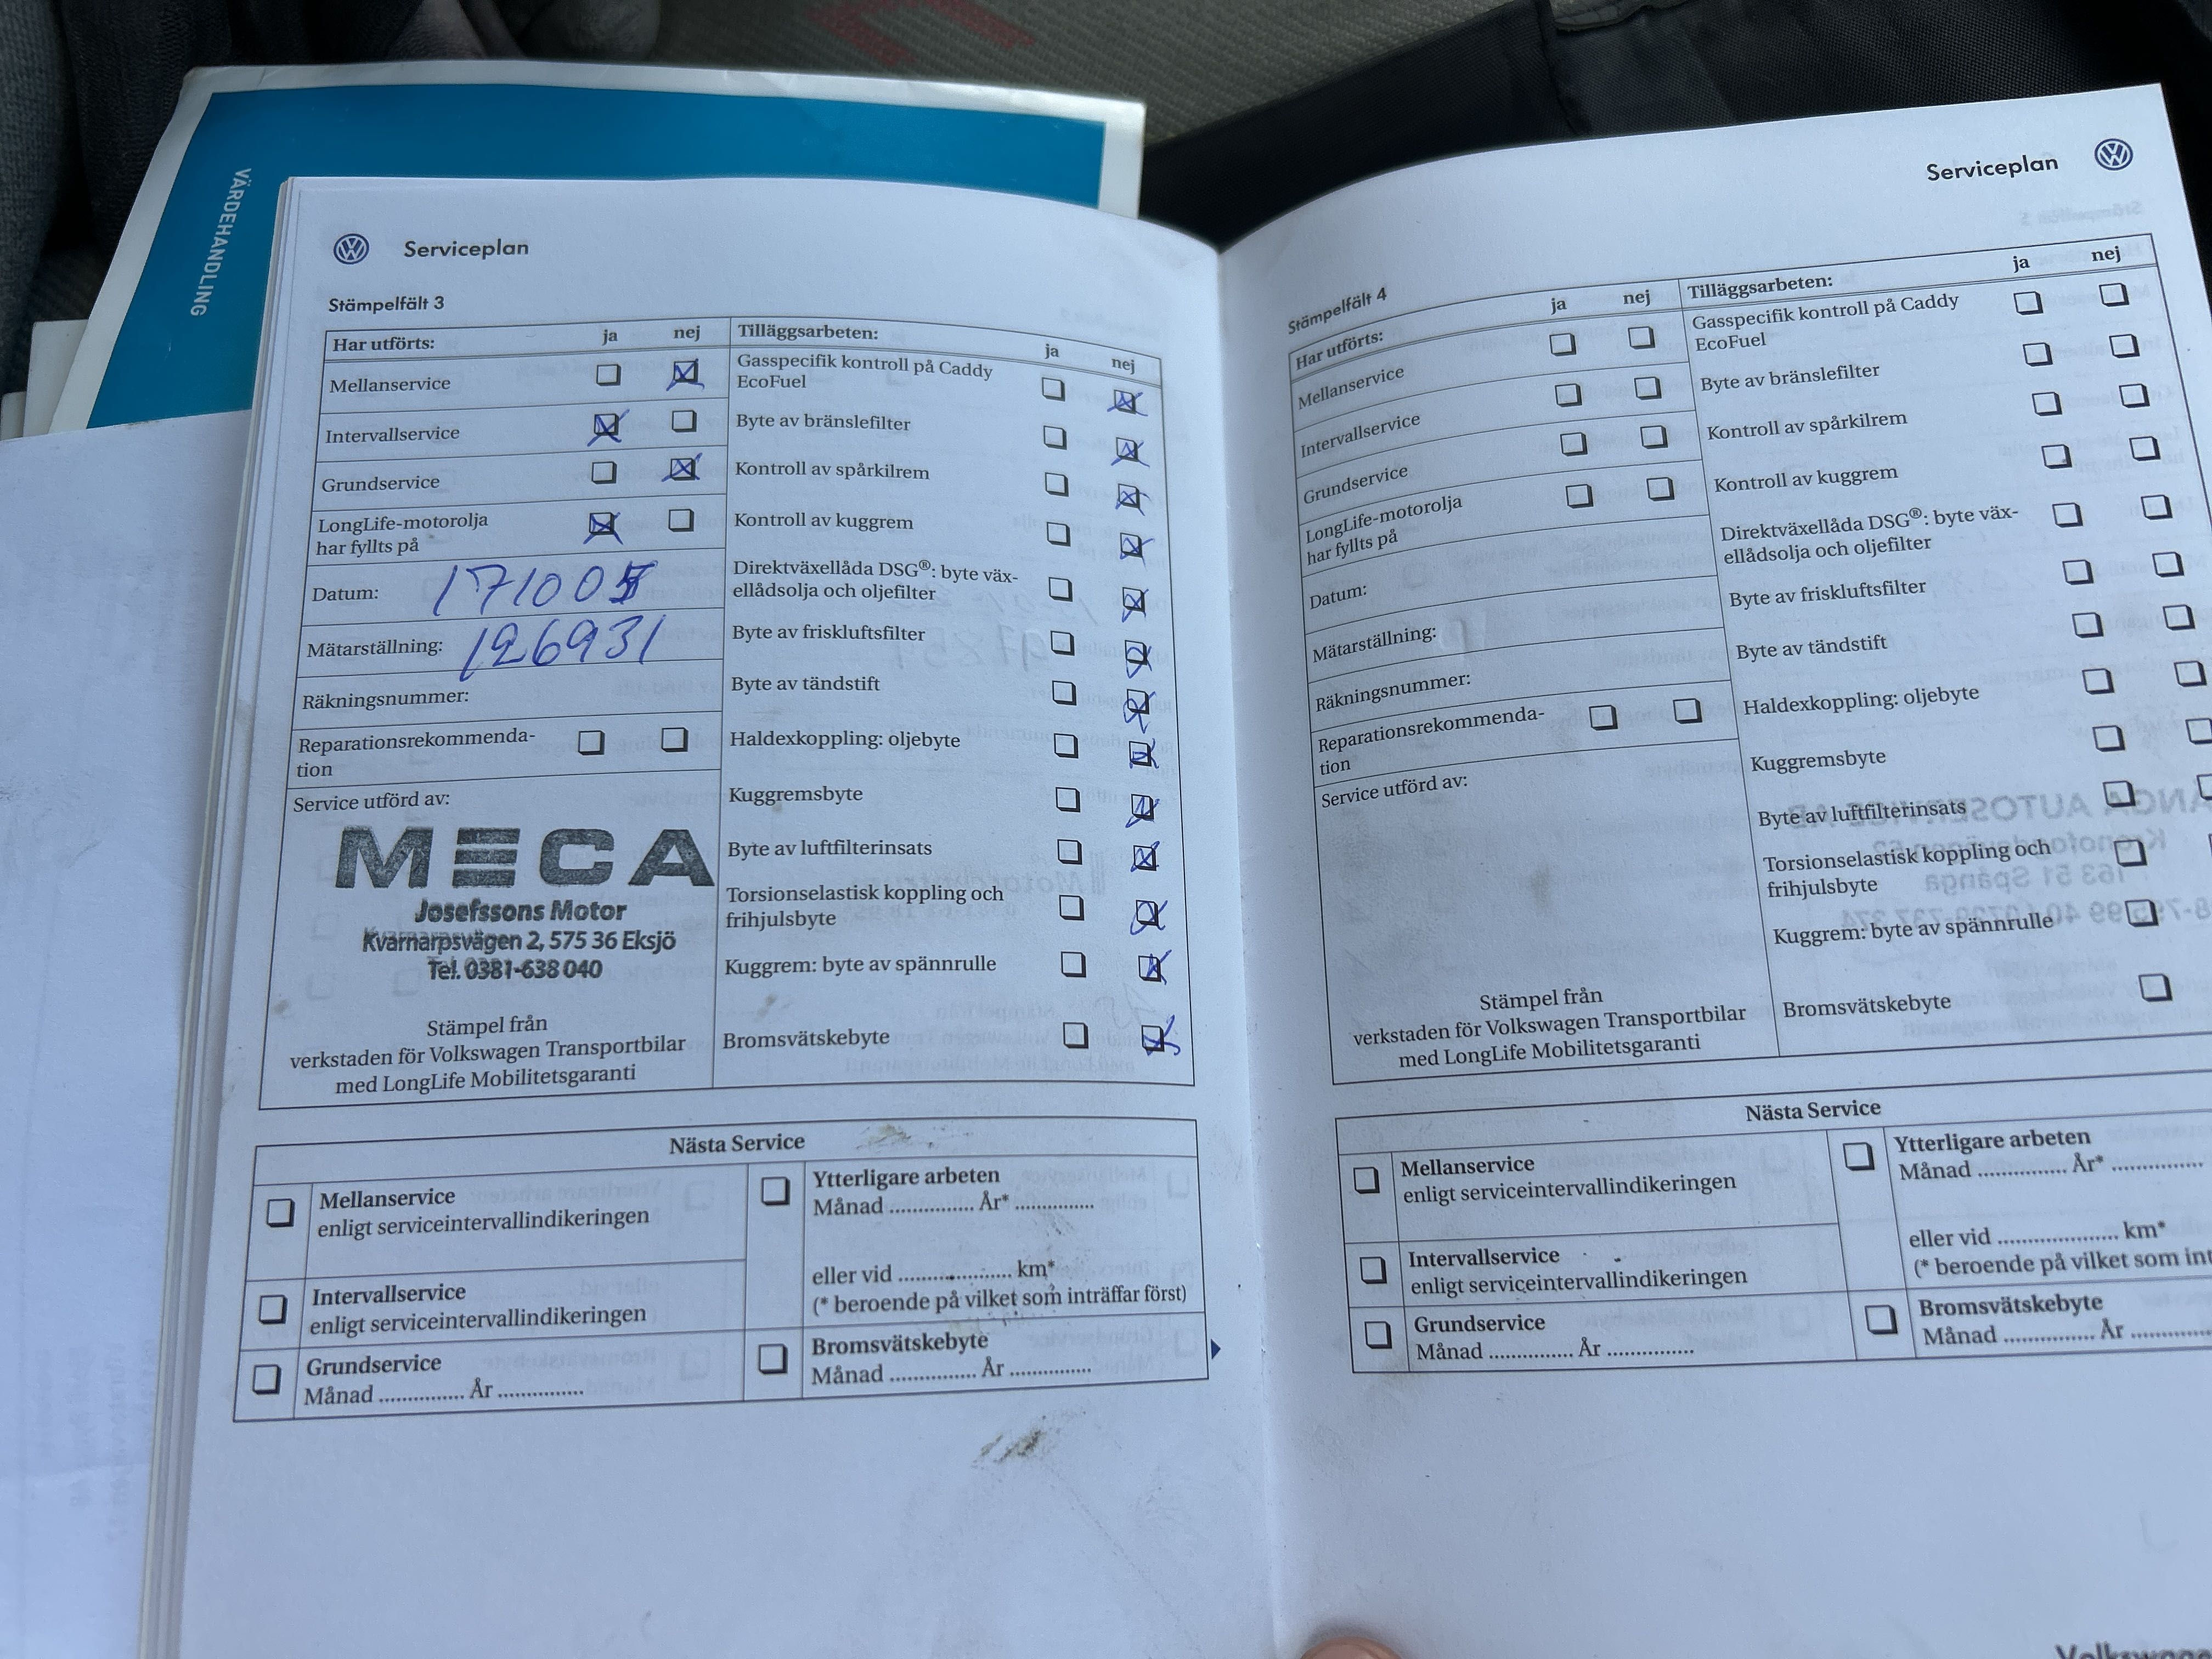 VÄRDEHANDLING
Serviceplan
Stämpelfält 3
Har utförts: ja nej
Mellanservice
Intervallservice
Grundservice
LongLife-motorolja
har fyllts på
Datum: 171005
Mätarställning: 126931
Räkningsnummer:
Reparationsrekommenda-
tion
Service utförd av:
MECA
Josefssons Motor
Kvarnarpsvägen 2, 575 36 Eksjö
Tel. 0381-638 040
Stämpel från
verkstaden för Volkswagen Transportbilar
med LongLife Mobilitetsgaranti
Tilläggsarbeten:
ja nej
Gasspecifik kontroll på Caddy
EcoFuel
Byte av bränslefilter
Kontroll av spårkilrem
Kontroll av kuggrem
Direktväxellåda DSG®: byte väx-
ellådsolja och oljefilter
Byte av friskluftsfilter
Byte av tändstift
Haldexkoppling: oljebyte
Kuggremsbyte
Byte av luftfilterinsats
Torsionselastisk koppling och
frihjulsbyte
Kuggrem: byte av spännrulle
Bromsvätskebyte
Nästa Service
Mellanservice
enligt serviceintervallindikeringen
Intervallservice
enligt serviceintervallindikeringen
Grundservice
Månad ............... År ...............
Ytterligare arbeten
Månad ............... År* ..............
eller vid .................... km*
(* beroende på vilket som inträffar först)
Bromsvätskebyte
Månad ............... År ..............
Serviceplan
Stämpelfält 4
Har utförts: ja nej
Mellanservice
Intervallservice
Grundservice
LongLife-motorolja
har fyllts på
Datum:
Mätarställning:
Räkningsnummer:
Reparationsrekommenda-
tion
Service utförd av:
Stämpel från
verkstaden för Volkswagen Transportbilar
med LongLife Mobilitetsgaranti
Tilläggsarbeten: ja nej
Gasspecifik kontroll på Caddy
EcoFuel
Byte av bränslefilter
Kontroll av spårkilrem
Kontroll av kuggrem
Direktväxellåda DSG®: byte väx-
ellådsolja och oljefilter
Byte av friskluftsfilter
Byte av tändstift
Haldexkoppling: oljebyte
Kuggremsbyte
Byte av luftfilterinsats
Torsionselastisk koppling och
frihjulsbyte
Kuggrem: byte av spännrulle
Bromsvätskebyte
Nästa Service
Mellanservice
enligt serviceintervallindikeringen
Intervallservice
enligt serviceintervallindikeringen
Grundservice
Månad ............... År ...............
Ytterligare arbeten
Månad ............... År* ...............
eller vid ..................... km*
(* beroende på vilket som int
Bromsvätskebyte
Månad ............... År .............